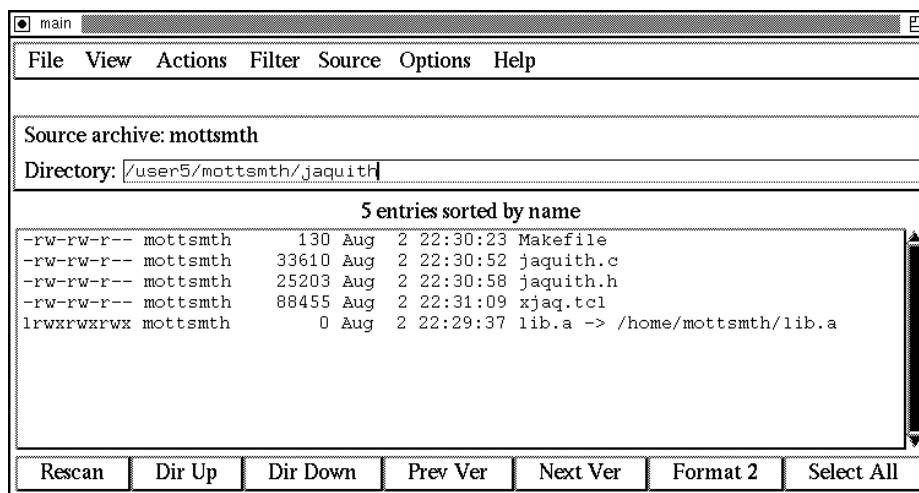 main
File View Actions Filter Source Options Help
Source archive: mottsmth
Directory: /user5/mottsmth/jaquith
5 entries sorted by name
-rw-rw-r-- mottsmth 130 Aug 2 22:30:23 Makefile
-rw-rw-r-- mottsmth 33610 Aug 2 22:30:52 jaquith.c
-rw-rw-r-- mottsmth 25203 Aug 2 22:30:58 jaquith.h
-rw-rw-r-- mottsmth 88455 Aug 2 22:31:09 xjaq.tcl
lrwxrwxrwx mottsmth 0 Aug 2 22:29:37 lib.a -> /home/mottsmth/lib.a
Rescan Dir Up Dir Down Prev Ver Next Ver Format 2 Select All